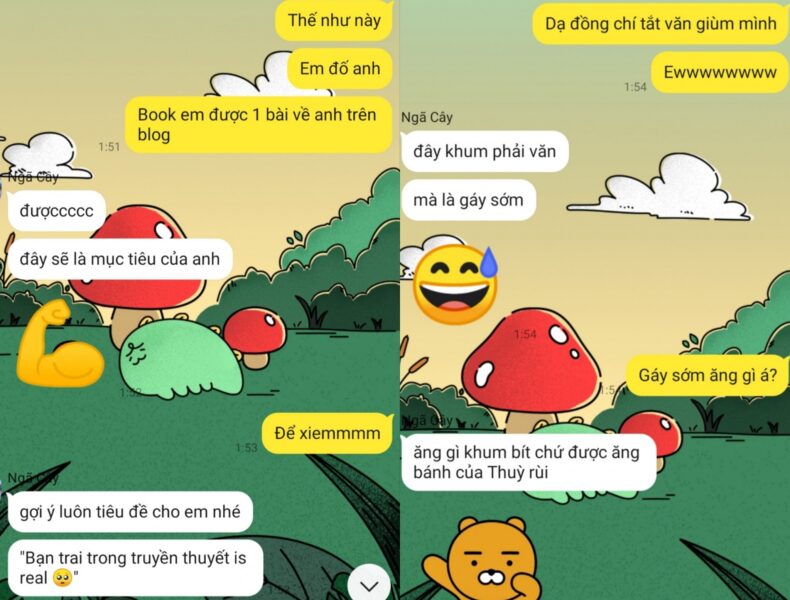 Thế như này
Em đố anh
Book em được 1 bài về anh trên
blog
1:51
Ngã Cây
đượccccc
đây sẽ là mục tiêu của anh
1:53
Để xiemmmm
Ngã Cây
gợi ý luôn tiêu đề cho em nhé
"Bạn trai trong truyền thuyết is
real 🥺"
Dạ đồng chí tắt văn giùm mình
Ewwwwwwww
1:54
Ngã Cây
đây khum phải văn
mà là gáy sớm
😅
1:54
Gáy sớm ăng gì á?
Ngã Cây
ăng gì khum bít chứ được ăng
bánh của Thuỳ rùi